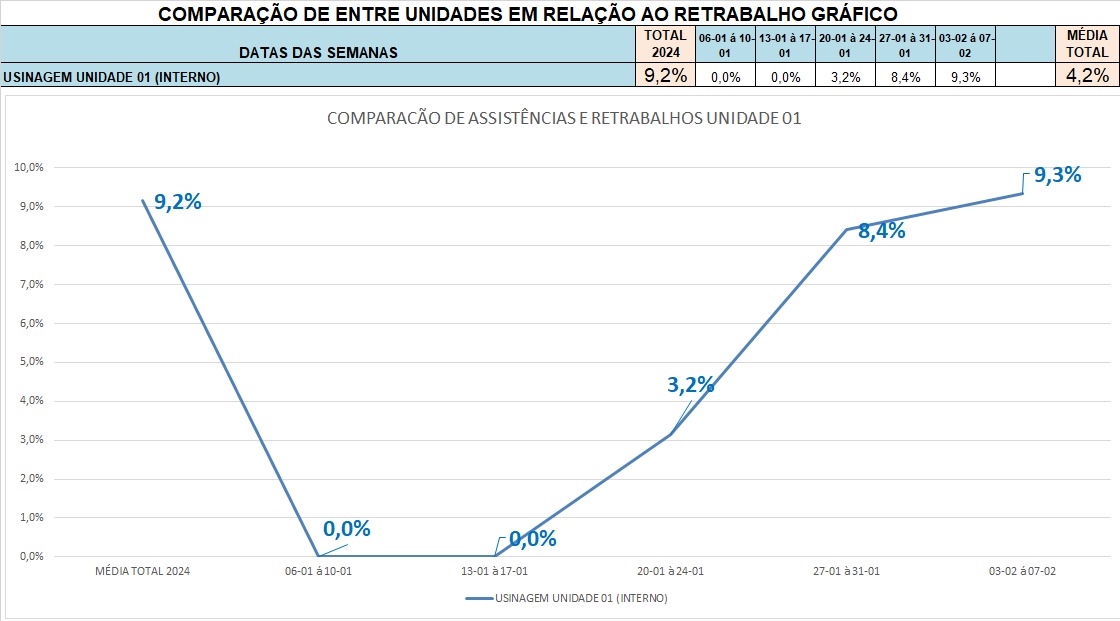 COMPARAÇÃO DE ENTRE UNIDADES EM RELAÇÃO AO RETRABALHO GRÁFICO
DATAS DAS SEMANAS
TOTAL
2024
06-01 á 10-
01
13-01 á 17-
01
20-01 á 24-
01
27-01 á 31-
01
03-02 á 07-
02
MÉDIA
TOTAL
USINAGEM UNIDADE 01 (INTERNO) 9,2% 0,0% 0,0% 3,2% 8,4% 9,3% 4,2%
COMPARACÃO DE ASSISTÊNCIAS E RETRABALHOS UNIDADE 01
10,0%
9,0%
8,0%
7,0%
6,0%
5,0%
4,0%
3,0%
2,0%
1,0%
0,0%
9,2%
0,0%
0,0%
3,2%
8,4%
9,3%
MÉDIA TOTAL 2024 06-01 á 10-01 13-01 á 17-01 20-01 á 24-01 27-01 á 31-01 03-02 á 07-02
USINAGEM UNIDADE 01 (INTERNO)